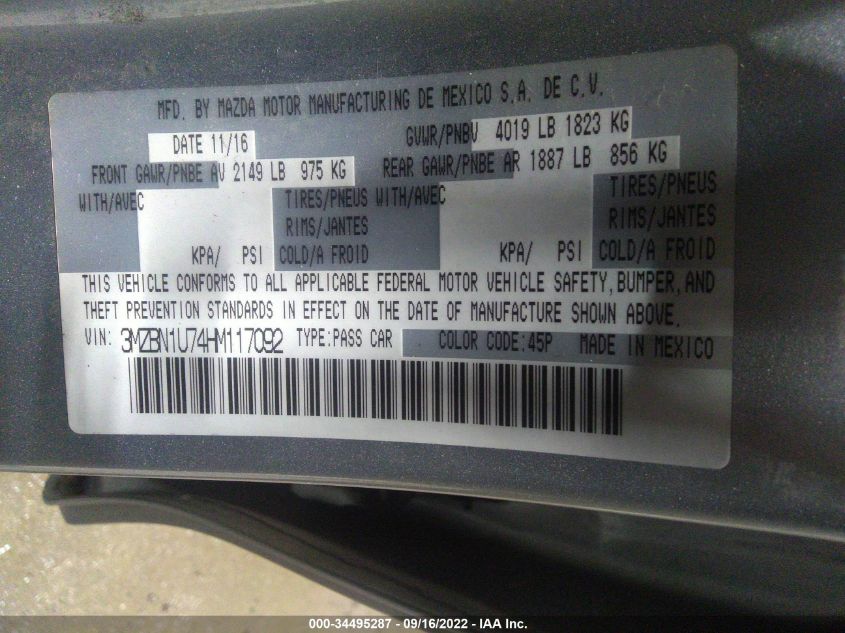 MFD. BY MAZDA MOTOR MANUFACTURING DE MEXICO S.A. DE C.V.
DATE 11/16 GVWR/PNBV 4019 LB 1823 KG
FRONT GAWR/PNBE AV 2149 LB 975 KG REAR GAWR/PNBE AR 1887 LB 856 KG
WITH/AVEC TIRES/PNEUS WITH/AVEC TIRES/PNEUS
RIMS/JANTES RIMS/JANTES
KPA/ PSI COLD/A FROID KPA/ PSI COLD/A FROID
THIS VEHICLE CONFORMS TO ALL APPLICABLE FEDERAL MOTOR VEHICLE SAFETY, BUMPER, AND
THEFT PREVENTION STANDARDS IN EFFECT ON THE DATE OF MANUFACTURE SHOWN ABOVE.
VIN: 3MZBN1U74HM117092 TYPE:PASS CAR COLOR CODE:45P MADE IN MEXICO
000-34495287 - 09/16/2022 - IAA Inc.